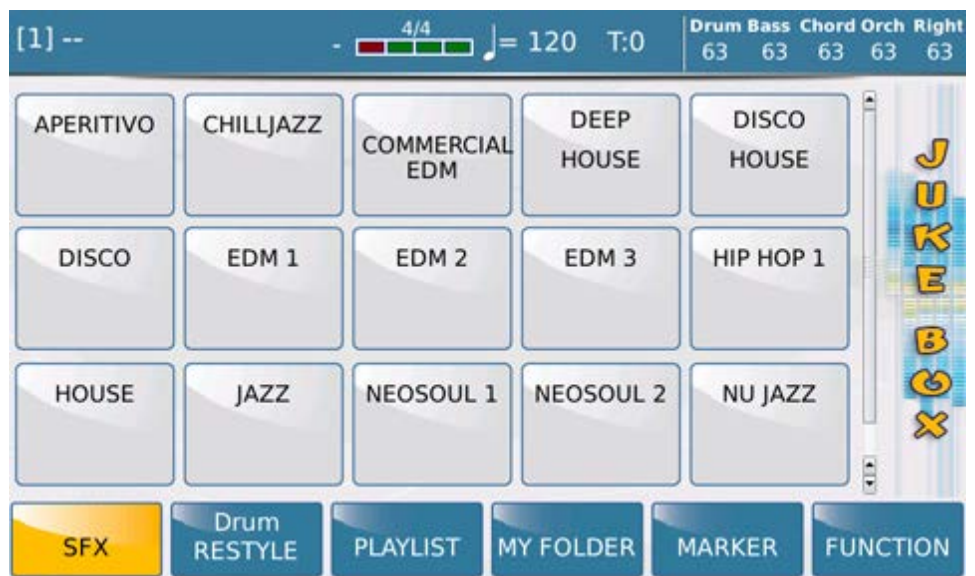 [1] --
- 4/4 = 120 T:0
Drum Bass Chord Orch Right
63 63 63 63 63
APERITIVO
CHILLJAZZ
COMMERCIAL
EDM
DEEP
HOUSE
DISCO
HOUSE
DISCO
EDM 1
EDM 2
EDM 3
HIP HOP 1
HOUSE
JAZZ
NEOSOUL 1
NEOSOUL 2
NU JAZZ
JUKE BOX
SFX
Drum
RESTYLE
PLAYLIST
MY FOLDER
MARKER
FUNCTION